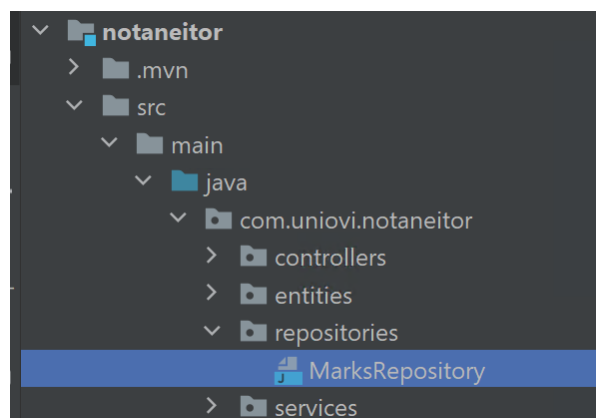 notaneitor
.mvn
src
main
java
com.uniovi.notaneitor
controllers
entities
repositories
MarksRepository
services